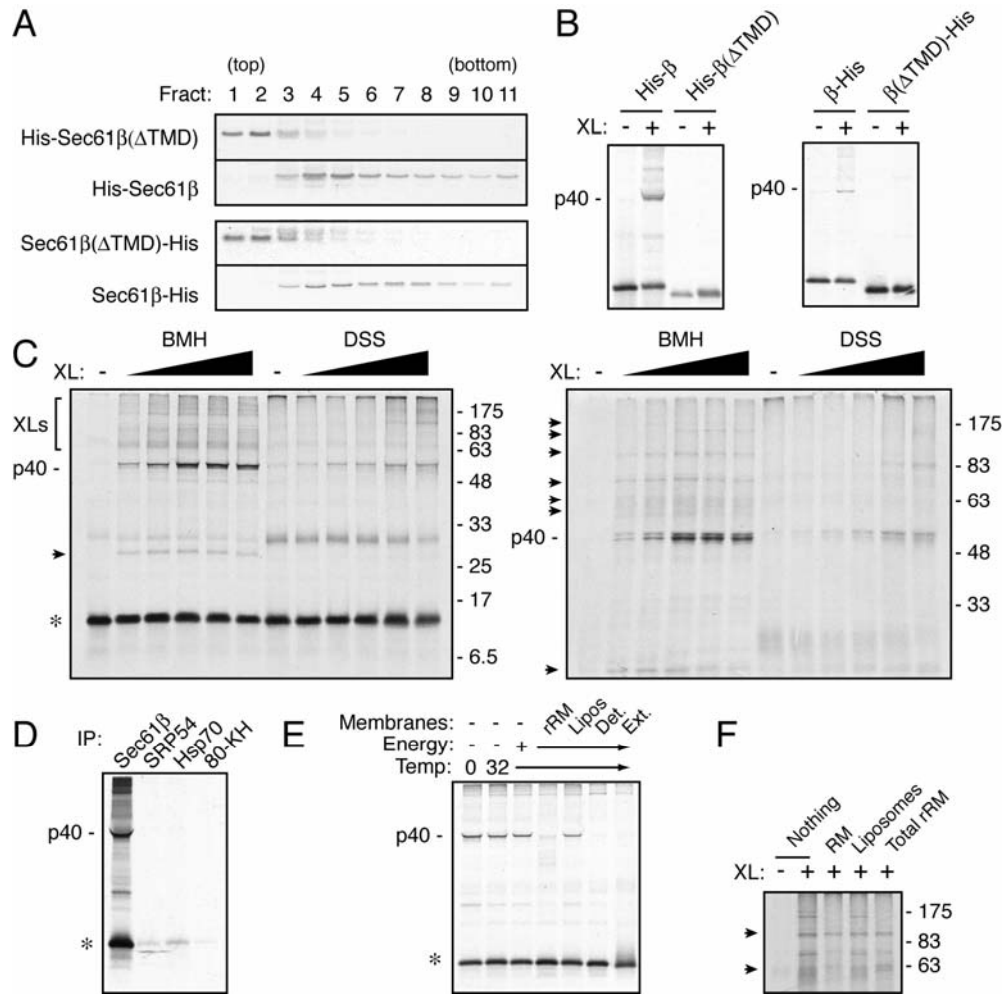 A
(top) (bottom)
Fract: 1 2 3 4 5 6 7 8 9 10 11
His-Sec61β(ΔTMD)
His-Sec61β
Sec61β(ΔTMD)-His
Sec61β-His
B
His-β His-β(ΔTMD) β-His β(ΔTMD)-His
XL: - + - + - + - +
p40 - p40 -
C
BMH DSS BMH DSS
XL: - - XL: - -
XLs
p40 -
*
- 175
- 83
- 63
- 48
- 33
- 25
- 17
- 6.5
p40 -
- 175
- 83
- 63
- 48
- 33
D
IP: Sec61β SRP54 Hsp70 80-KH
p40 -
*
E
Membranes: - - - rRM Lipos Det. Ext.
Energy: - - +
Temp: 0 32
p40 -
*
F
Nothing RM Liposomes Total rRM
XL: - + + + +
- 175
- 83
- 63